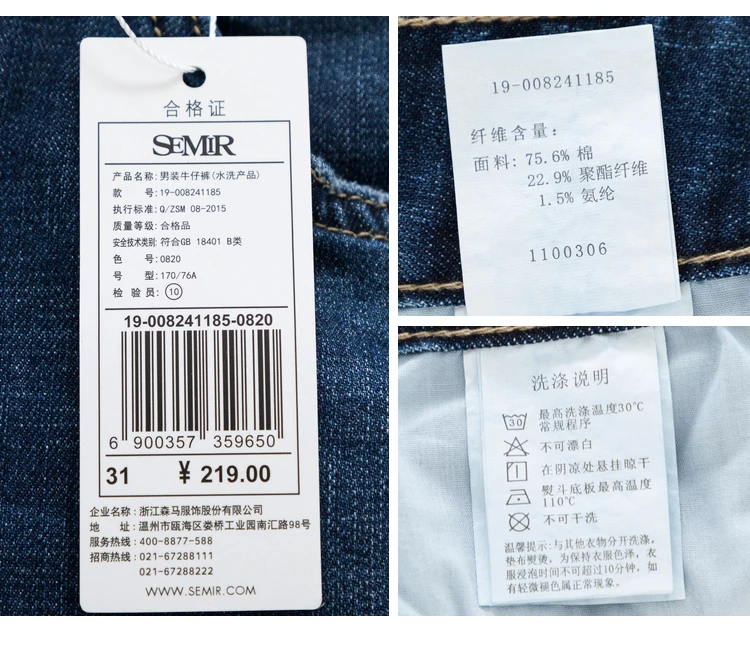 合格证
SEMIR
产品名称:男装牛仔裤(水洗产品)
款 号:19-008241185
执行标准:Q/ZSM 08-2015
质量等级:合格品
安全技术类别:符合GB 18401 B类
色 号:0820
号 型:170/76A
检 验 员:⑩
19-008241185-0820
6 900357 359650
31 ¥ 219.00
企业名称:浙江森马服饰股份有限公司
地 址:温州市瓯海区娄桥工业园南汇路98号
服务热线:400-8877-588
招商热线:021-67288111
021-67288222
WWW.SEMIR.COM
19-008241185
纤维含量:
面料:75.6% 棉
22.9% 聚酯纤维
1.5% 氨纶
1100306
洗涤说明
30 最高洗涤温度30℃
常规程序
不可漂白
在阴凉处悬挂晾干
熨斗底板最高温度
110℃
不可干洗
温馨提示:与其他衣物分开洗涤,
垫布熨烫,为保持衣服色泽,衣
服浸泡时间不可超过10分钟,如
有轻微褪色属正常现象。